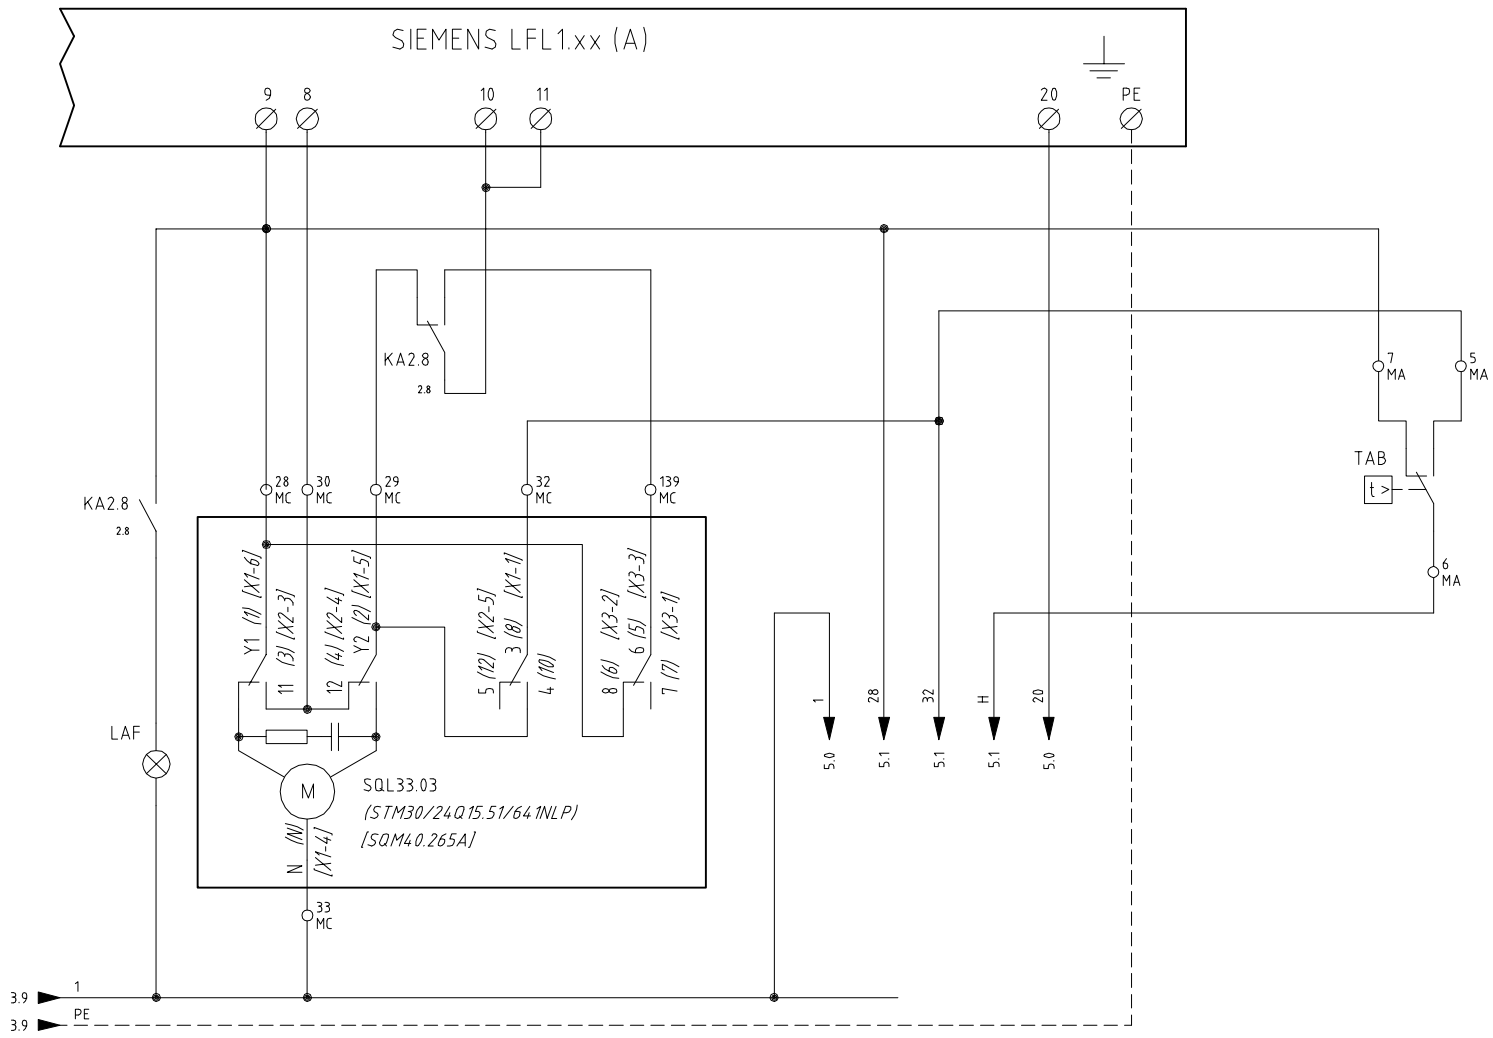 SIEMENS LFL1.xx (A)
9
8
10
11
20
PE
KA2.8
2.8
7
MA
5
MA
TAB
t >
6
MA
28
MC
30
MC
29
MC
32
MC
139
MC
KA2.8
2.8
Y1 (1) [X1-6]
11 (3) [X2-3]
12 (4) [X2-4]
Y2 (2) [X1-5]
5 (12) [X2-5]
3 (8) [X1-1]
4 (10)
8 (6) [X3-2]
6 (5) [X3-3]
7 (7) [X3-1]
1
28
32
H
20
5.0
5.1
5.1
5.1
5.0
LAF
M
SQL33.03
(STM30/24Q15.51/641NLP)
[SQM40.265A]
N (N)
[X1-4]
33
MC
3.9
1
3.9
PE